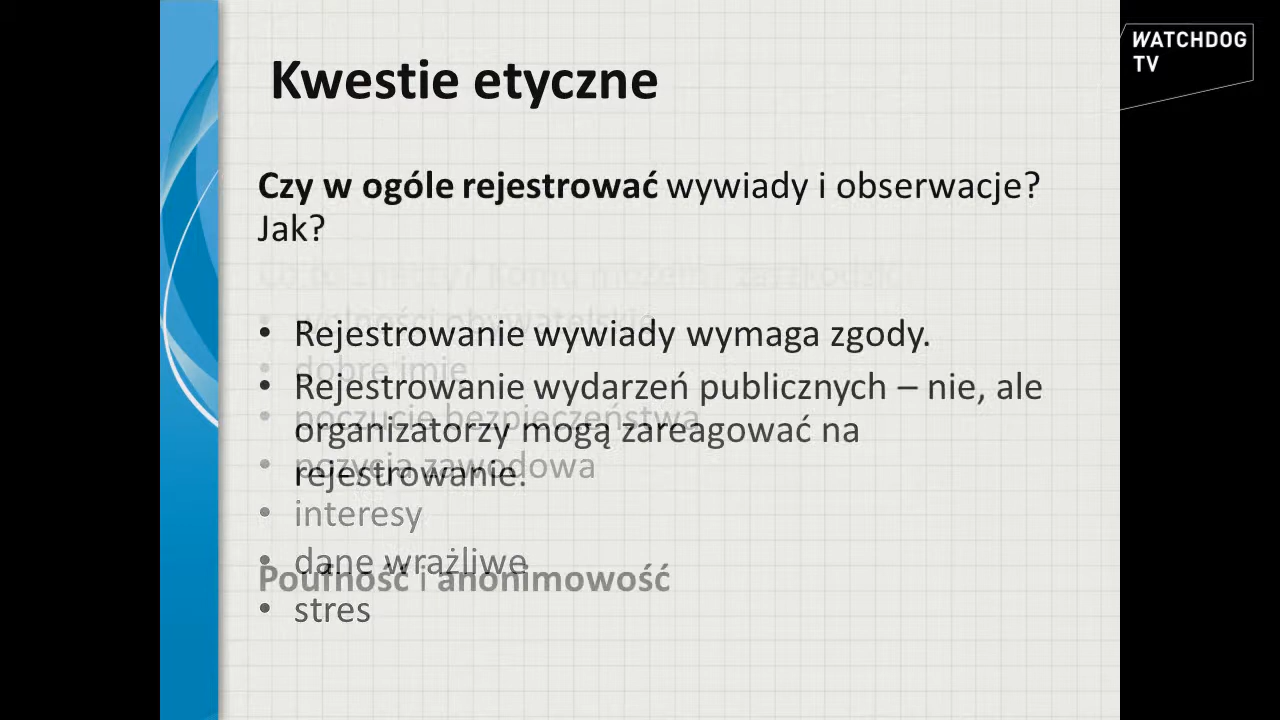 WATCHDOG
TV
Kwestie etyczne
Czy w ogóle rejestrować wywiady i obserwacje?
Jak?
wolności obywatelskie
• Rejestrowanie wywiady wymaga zgody.
• dobre imię
• Rejestrowanie wydarzeń publicznych – nie, ale
• poczucie bezpieczeństwa
organizatorzy mogą zareagować na
• pozycja zawodowa
rejestrowanie.
• interesy
• dane wrażliwe
Poufność i anonimowość
• stres